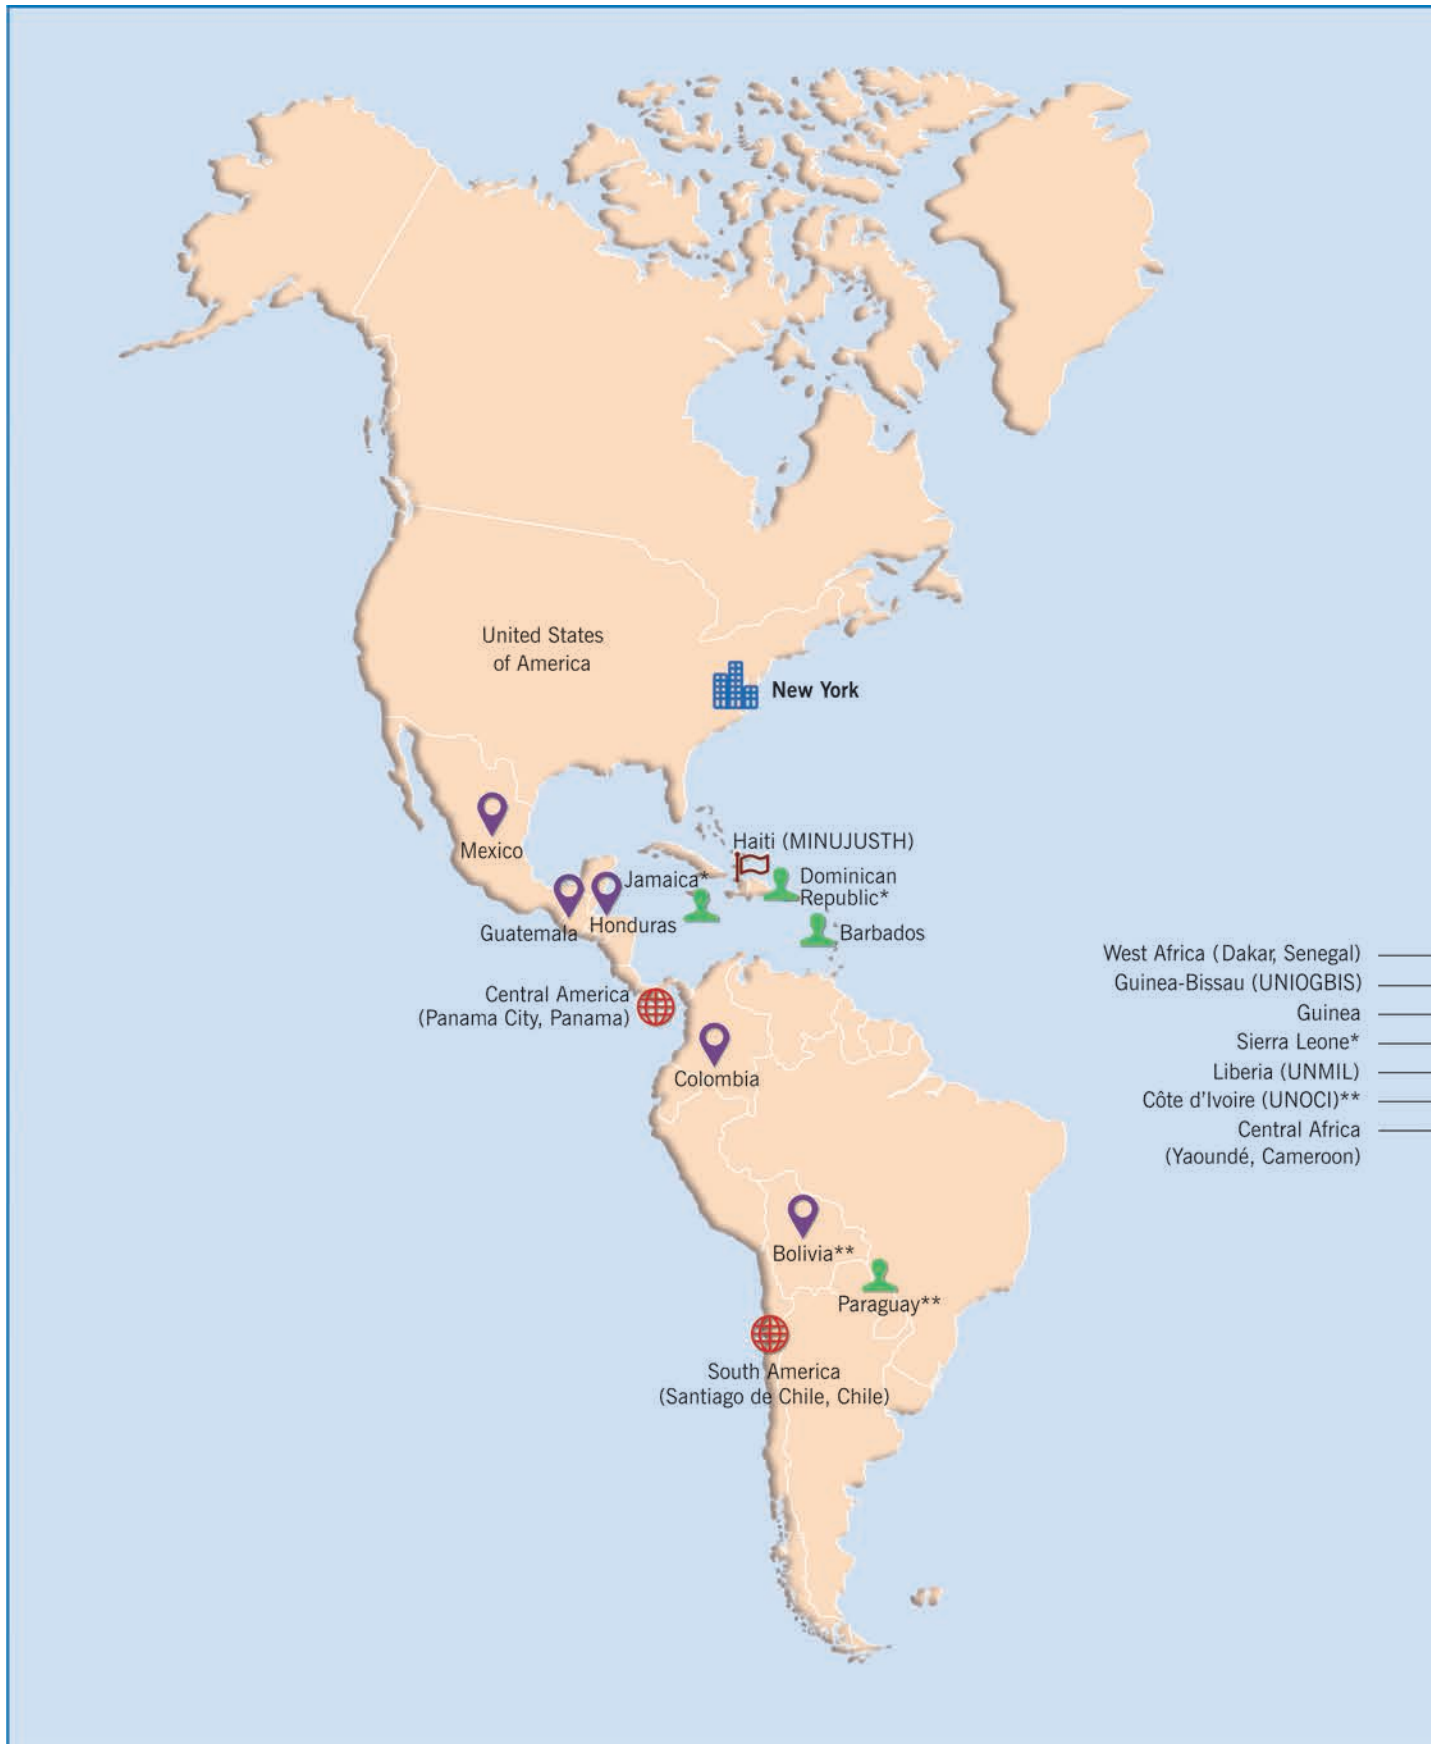 United States
of America
New York
Mexico
Haiti (MINUJUSTH)
Jamaica*
Dominican
Republic*
Guatemala
Honduras
Barbados
Central America
(Panama City, Panama)
Colombia
Bolivia**
Paraguay**
South America
(Santiago de Chile, Chile)
West Africa (Dakar, Senegal)
Guinea-Bissau (UNIOGBIS)
Guinea
Sierra Leone*
Liberia (UNMIL)
Côte d'Ivoire (UNOCI)**
Central Africa
(Yaoundé, Cameroon)